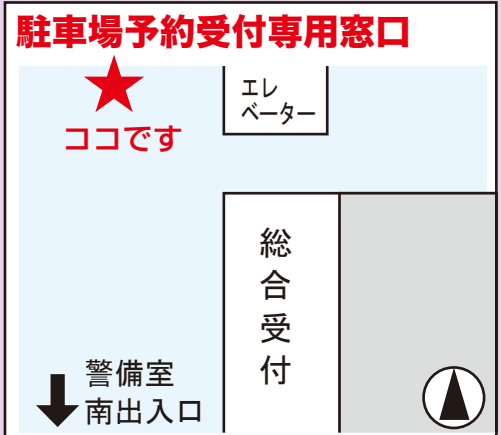 駐車場予約受付専用窓口
ココです
エレ
ベーター
総合受付
警備室
南出入口